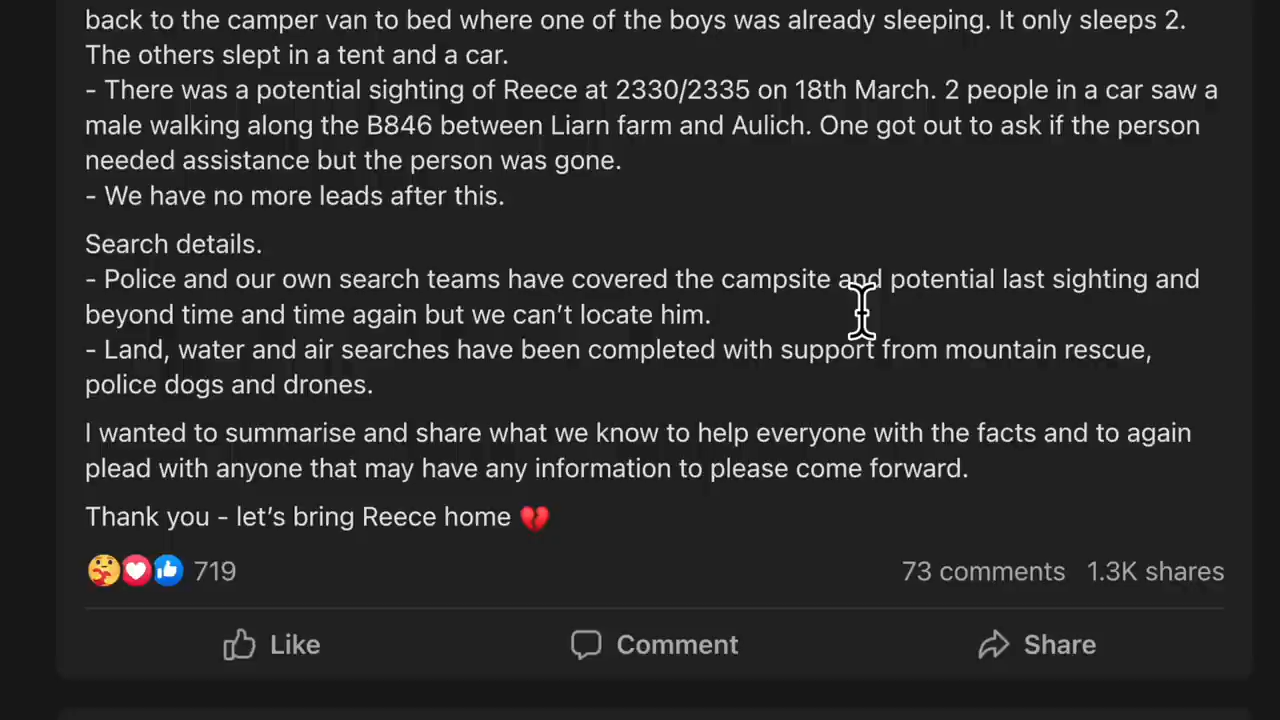 back to the camper van to bed where one of the boys was already sleeping. It only sleeps 2.
The others slept in a tent and a car.
- There was a potential sighting of Reece at 2330/2335 on 18th March. 2 people in a car saw a
male walking along the B846 between Liarn farm and Aulich. One got out to ask if the person
needed assistance but the person was gone.
- We have no more leads after this.
Search details.
- Police and our own search teams have covered the campsite and potential last sighting and
beyond time and time again but we can’t locate him.
- Land, water and air searches have been completed with support from mountain rescue,
police dogs and drones.
I wanted to summarise and share what we know to help everyone with the facts and to again
plead with anyone that may have any information to please come forward.
Thank you - let’s bring Reece home 💔
719 73 comments 1.3K shares
Like Comment Share